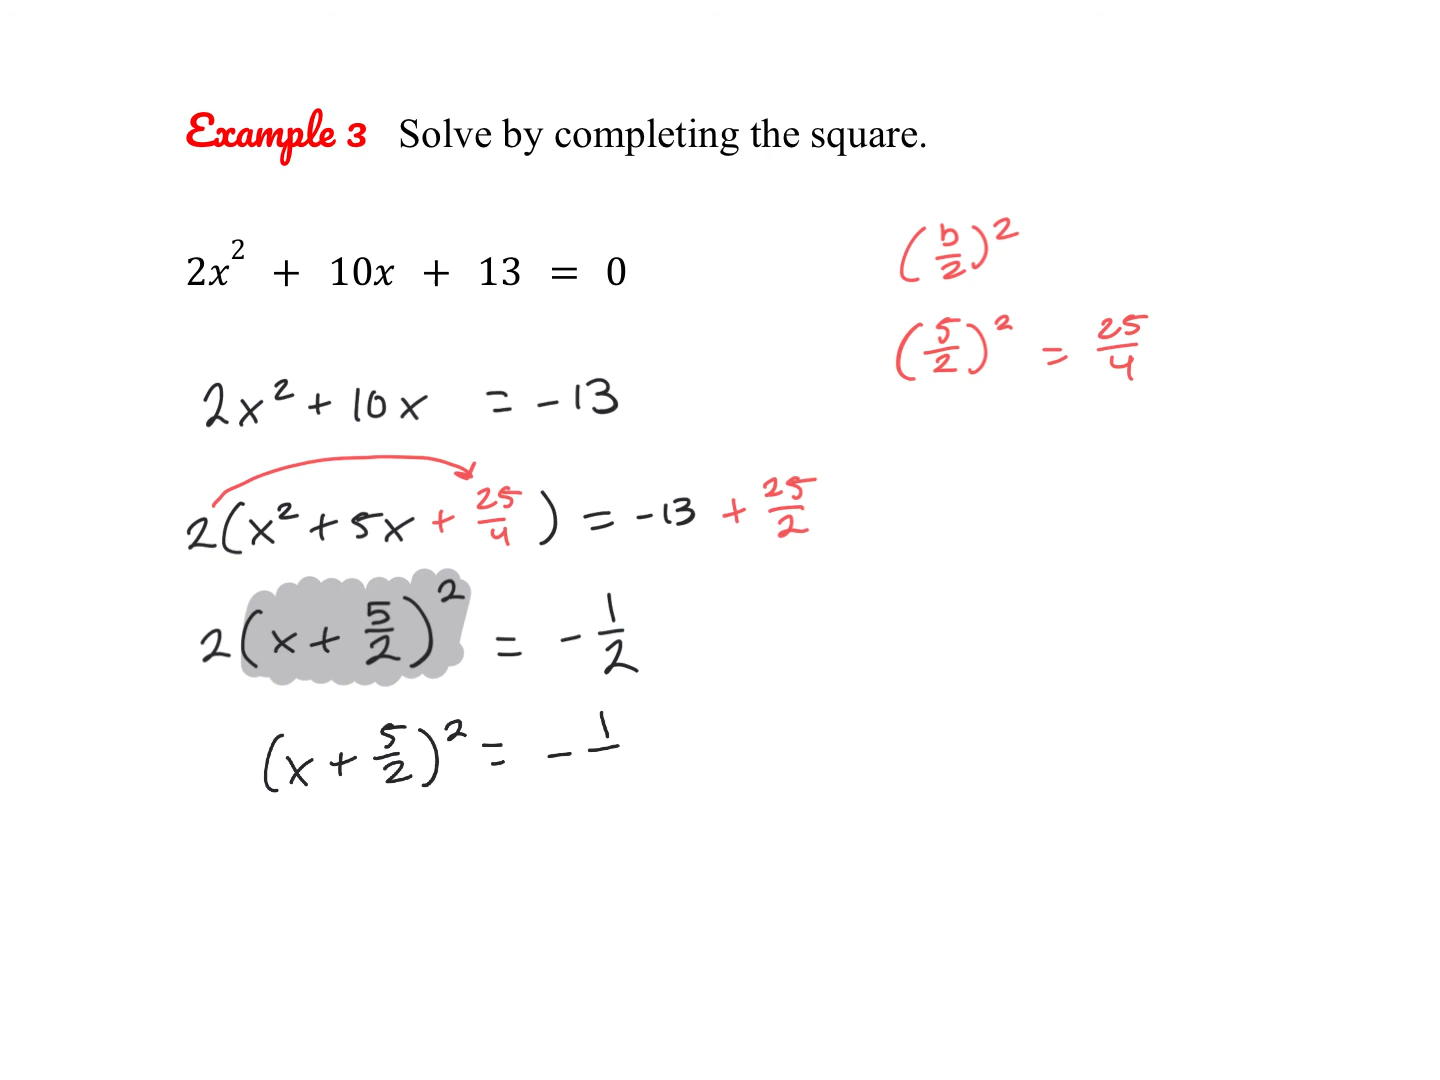 Example 3 Solve by completing the square.
2x² + 10x + 13 = 0
(b/2)²
(5/2)² = 25/4
2x² + 10x = -13
2(x² + 5x + 25/4) = -13 + 25/2
2(x + 5/2)² = - 1/2
(x + 5/2)² = - 1/